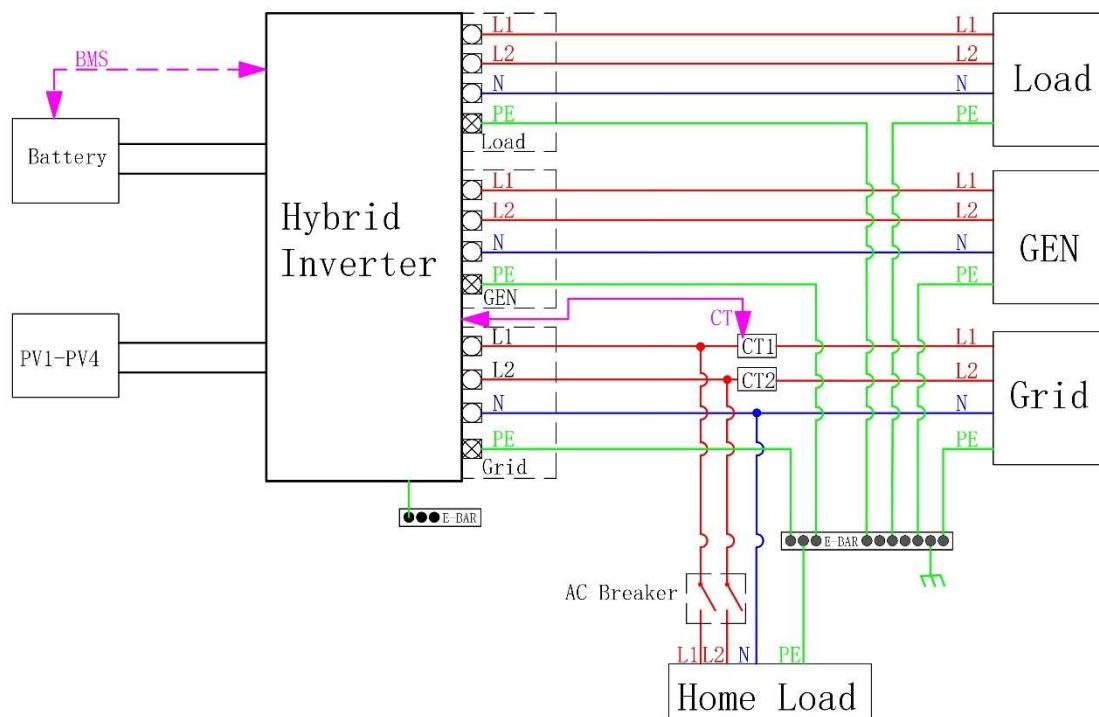 L1 L1
BMS L2 L2
N N Load
PE PE
Load
Battery
L1 L1
L2 L2
Hybrid
N N GEN
Inverter
PE PE
GEN
CT
L1 CT1 L1
PV1-PV4
L2 CT2 L2
Grid
N N
PE PE
Grid
E-BAR
E-BAR
AC Breaker
L1 L2 N PE
Home Load